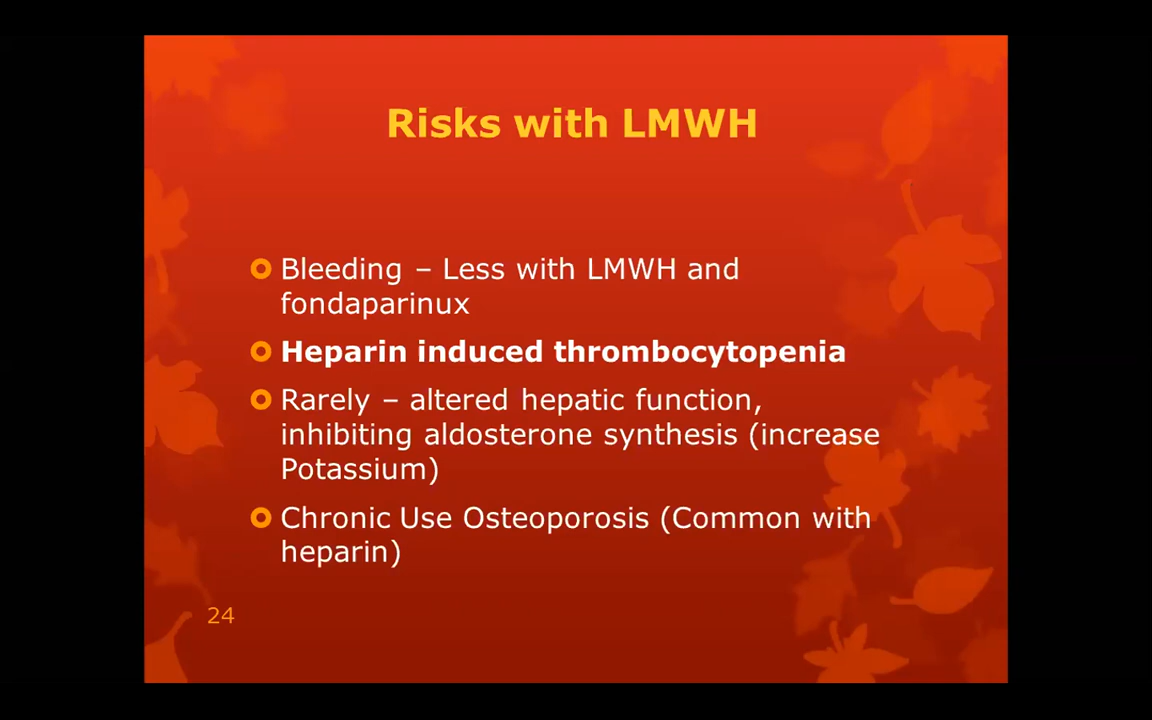 Risks with LMWH
Bleeding – Less with LMWH and
fondaparinux
Heparin induced thrombocytopenia
Rarely – altered hepatic function,
inhibiting aldosterone synthesis (increase
Potassium)
Chronic Use Osteoporosis (Common with
heparin)
24